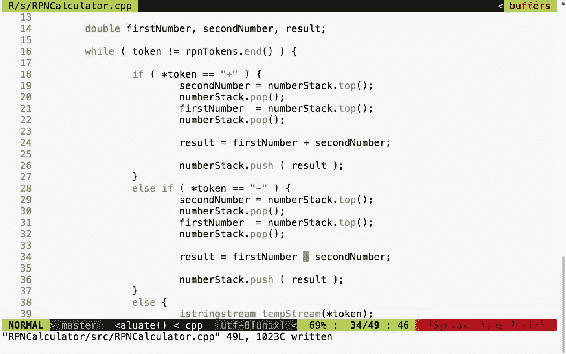 R/s/RPNCalculator.cpp < buffers
13
14 double firstNumber, secondNumber, result;
15
16 while ( token != rpnTokens.end() ) {
17
18 if ( *token == "+" ) {
19 secondNumber = numberStack.top();
20 numberStack.pop();
21 firstNumber  = numberStack.top();
22 numberStack.pop();
23
24 result = firstNumber + secondNumber;
25
26 numberStack.push ( result );
27 }
28 else if ( *token == "-" ) {
29 secondNumber = numberStack.top();
30 numberStack.pop();
31 firstNumber  = numberStack.top();
32 numberStack.pop();
33
34 result = firstNumber secondNumber;
35
36 numberStack.push ( result );
37 }
38 else {
39 istringstream tempStream(*token);
NORMAL master <aluate() < cpp utf-8[unix] 69% : 34/49 : 46
"RPNCalculator/src/RPNCalculator.cpp" 49L, 1023C written